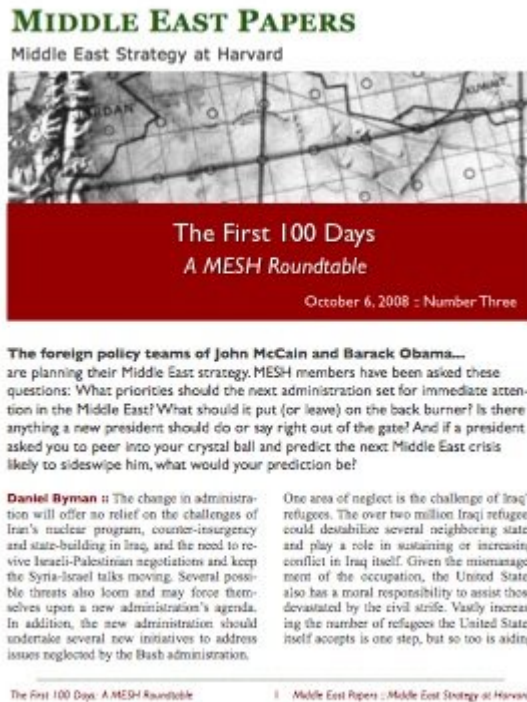 MIDDLE EAST PAPERS
Middle East Strategy at Harvard
DAN
KUWAIT
The First 100 Days
A MESH Roundtable
October 6, 2008 :: Number Three
The foreign policy teams of John McCain and Barack Obama...
are planning their Middle East strategy. MESH members have been asked these
questions: What priorities should the next administration set for immediate atten-
tion in the Middle East? What should it put (or leave) on the back burner? Is there
anything a new president should do or say right out of the gate? And if a president
asked you to peer into your crystal ball and predict the next Middle East crisis
likely to sideswipe him, what would your prediction be?
Daniel Byman :: The change in administra-
tion will offer no relief on the challenges of
Iran's nuclear program, counter-insurgency
and state-building in Iraq, and the need to re-
vive Israeli-Palestinian negotiations and keep
the Syria-Israel talks moving. Several possi-
ble threats also loom and may force them-
selves upon a new administration's agenda.
In addition, the new administration should
undertake several new initiatives to address
issues neglected by the Bush administration.
One area of neglect is the challenge of Iraq'
refugees. The over two million Iraqi refugee
could destabilize several neighboring state
and play a role in sustaining or increasin
conflict in Iraq itself. Given the mismanage
ment of the occupation, the United State
also has a moral responsibility to assist thos
devastated by the civil strife. Vastly increas
ing the number of refugees the United State
itself accepts is one step, but so too is aidin
The First 100 Days: A MESH Roundtable
1 Middle East Papers :: Middle East Strategy at Harvar